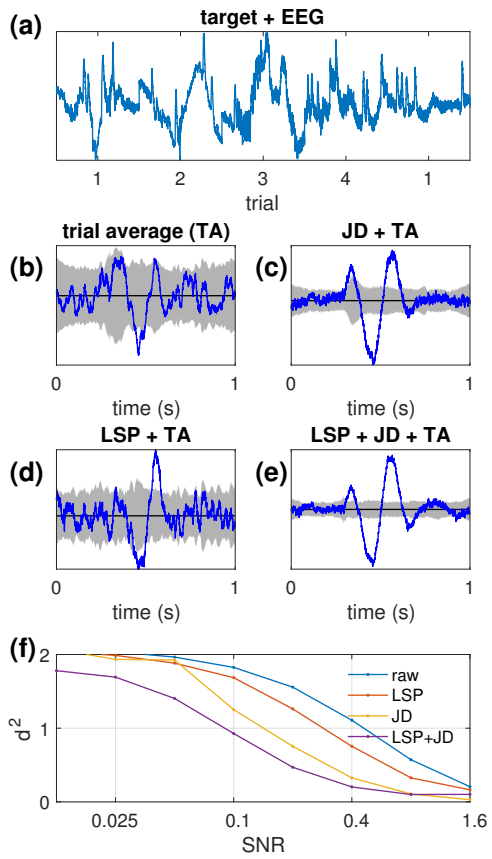 (a)
target + EEG
1 2 3 4 1
trial
(b)
trial average (TA)
0 1
time (s)
(c)
JD + TA
0 1
time (s)
(d)
LSP + TA
0 1
time (s)
(e)
LSP + JD + TA
0 1
time (s)
(f)
2
1
0
d²
raw
LSP
JD
LSP+JD
0.025 0.1 0.4 1.6
SNR